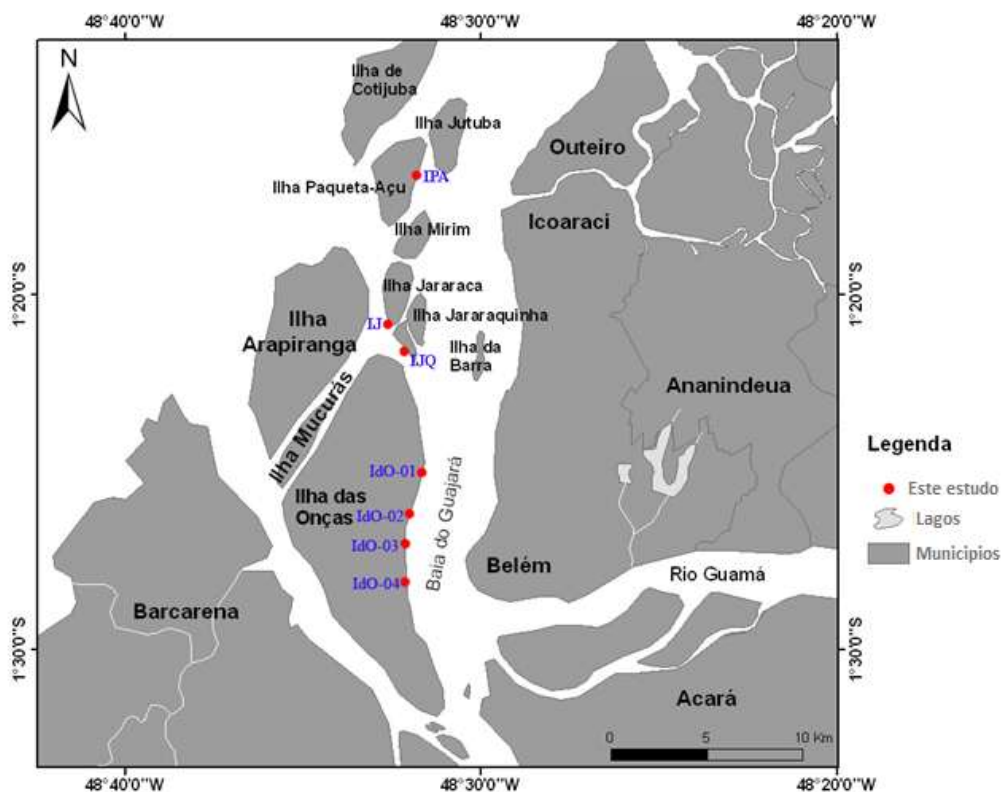 48°40'0"W 48°30'0"W 48°20'0"W
N
Ilha de
Cotijuba
Ilha Jutuba
Outeiro
IPA
Ilha Paqueta-Açu
Icoaraci
Ilha Mirim
1°20'0"S
Ilha Jararaca
1°20'0"S
Ilha Jararaquinha
Ilha
Arapiranga
IJ
IJQ
Ilha da
Barra
Ananindeua
Ilha Mucurás
Legenda
IdO-01
Este estudo
Ilha das
Onças
IdO-02
Lagos
Baia do Guajará
IdO-03
Municipios
Belém
Rio Guamá
IdO-04
Barcarena
1°30'0"S
1°30'0"S
Acará
0 5 10 Km
48°40'0"W 48°30'0"W 48°20'0"W